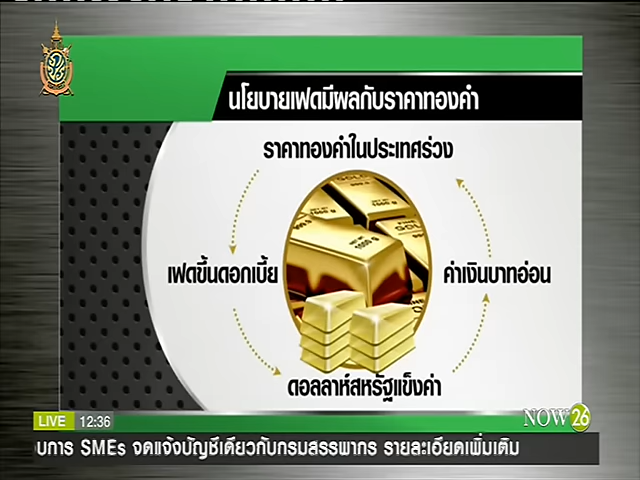 นโยบายเฟดมีผลกับราคาทองคำ
ราคาทองคำในประเทศร่วง
เฟดขึ้นดอกเบี้ย
ค่าเงินบาทอ่อน
ดอลลาห์สหรัฐแข็งค่า
LIVE 12:36
NOW26
บการ SMEs จดแจ้งบัญชีเดียวกับกรมสรรพากร รายละเอียดเพิ่มเติม